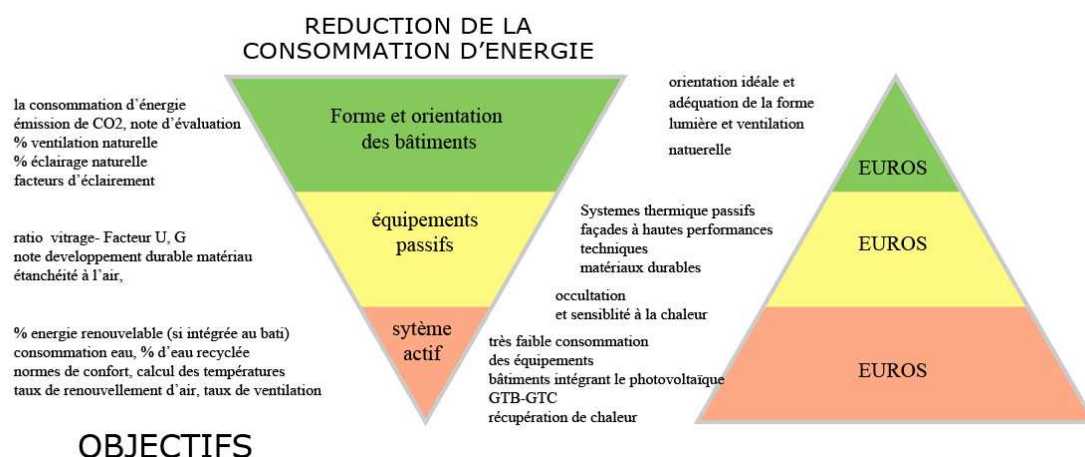 REDUCTION DE LA
CONSOMMATION D'ENERGIE
la consommation d'énergie
émission de CO2, note d'évaluation
% ventilation naturelle
% éclairage naturelle
facteurs d'éclairement
Forme et orientation
des bâtiments
orientation idéale et
adéquation de la forme
lumière et ventilation
natuerelle
EUROS
ratio vitrage- Facteur U, G
note developpement durable matériau
étanchéité à l'air,
équipements
passifs
Systemes thermique passifs
façades à hautes performances
techniques
matériaux durables
occultation
et sensiblité à la chaleur
EUROS
% energie renouvelable (si intégrée au bati)
consommation eau, % d'eau recyclée
normes de confort, calcul des températures
taux de renouvellement d'air, taux de ventilation
sytème
actif
très faible consommation
des équipements
bâtiments intégrant le photovoltaïque
GTB-GTC
récupération de chaleur
EUROS
OBJECTIFS